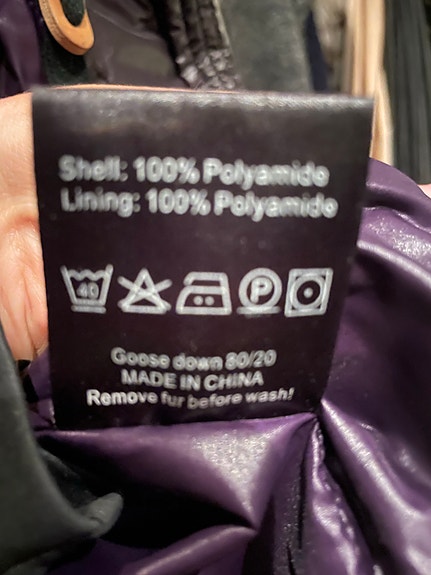 Shell: 100% Polyamide
Lining: 100% Polyamide
40 P
Goose down 80/20
MADE IN CHINA
Remove fur before wash!